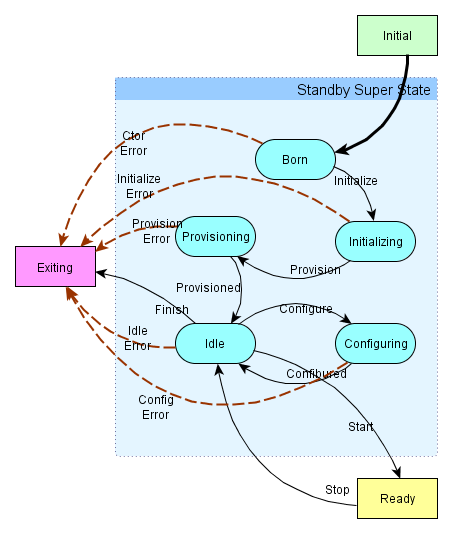 Initial
Standby Super State
Ctor
Error
Born
Initialize
Initialize
Error
Provision
Error
Provisioning
Initializing
Exiting
Provision
Provisioned
Finish
Configure
Idle
Error
Idle
Configuring
Confibured
Config
Error
Start
Stop
Ready